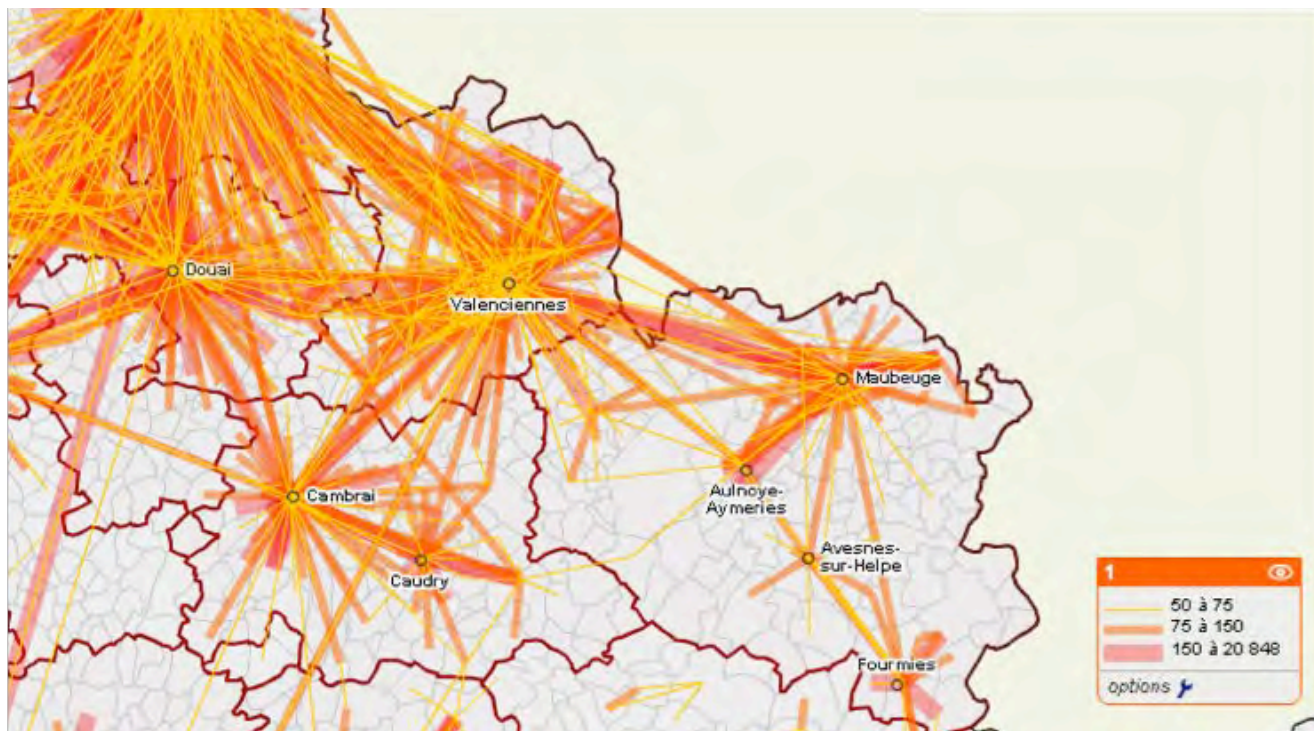 Douai
Valenciennes
Maubeuge
Aulnoye-
Aymeries
Cambrai
Avesnes-
sur-Helpe
Caudry
Fourmies
1
50 à 75
75 à 150
150 à 20 848
options